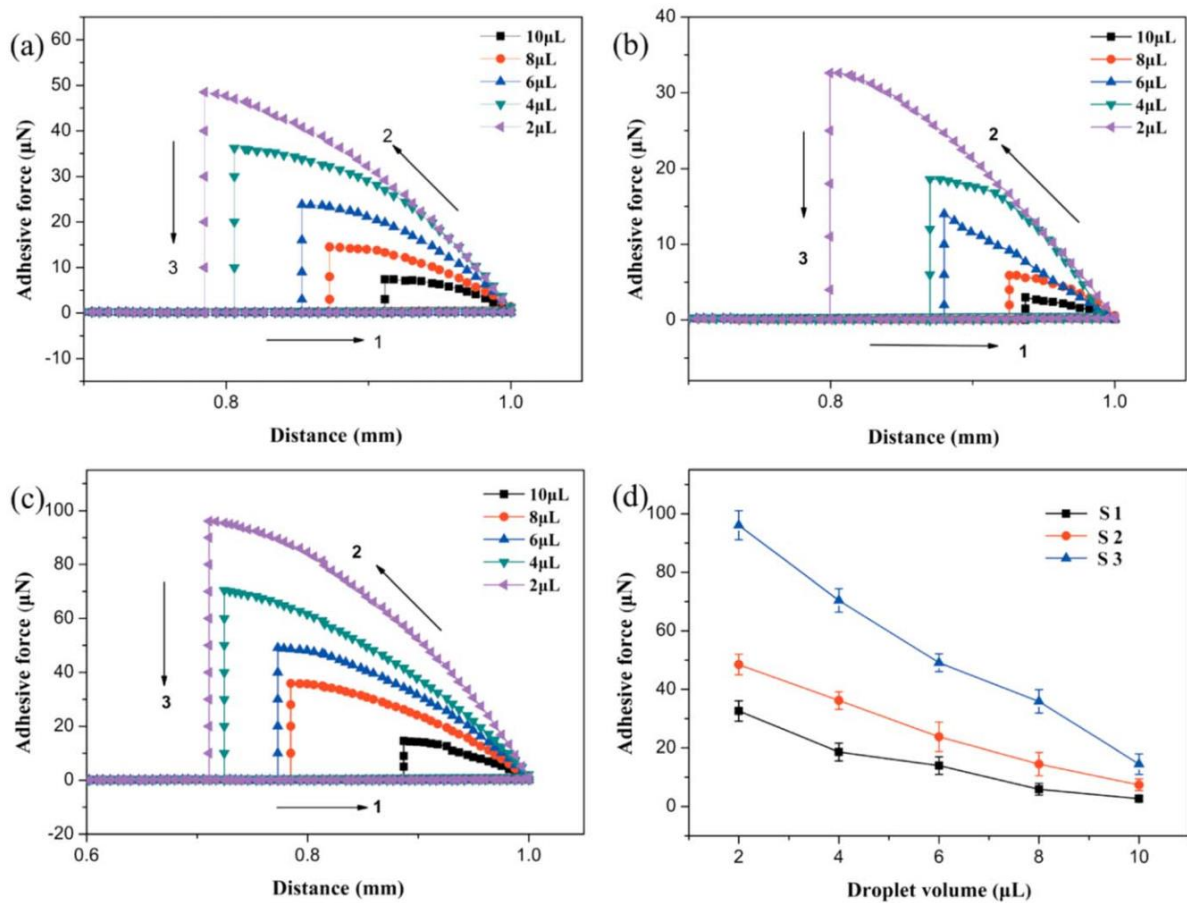 (a)
60
50
40
30
20
10
0
-10
Adhesive force (μN)
10μL
8μL
6μL
4μL
2μL
2
3
1
0.8
1.0
Distance (mm)
(b)
40
30
20
10
0
Adhesive force (μN)
10μL
8μL
6μL
4μL
2μL
2
3
1
0.8
1.0
Distance (mm)
(c)
100
80
60
40
20
0
-20
Adhesive force (μN)
10μL
8μL
6μL
4μL
2μL
2
3
1
0.6
0.8
1.0
Distance (mm)
(d)
100
80
60
40
20
0
Adhesive force (μN)
S 1
S 2
S 3
2
4
6
8
10
Droplet volume (μL)